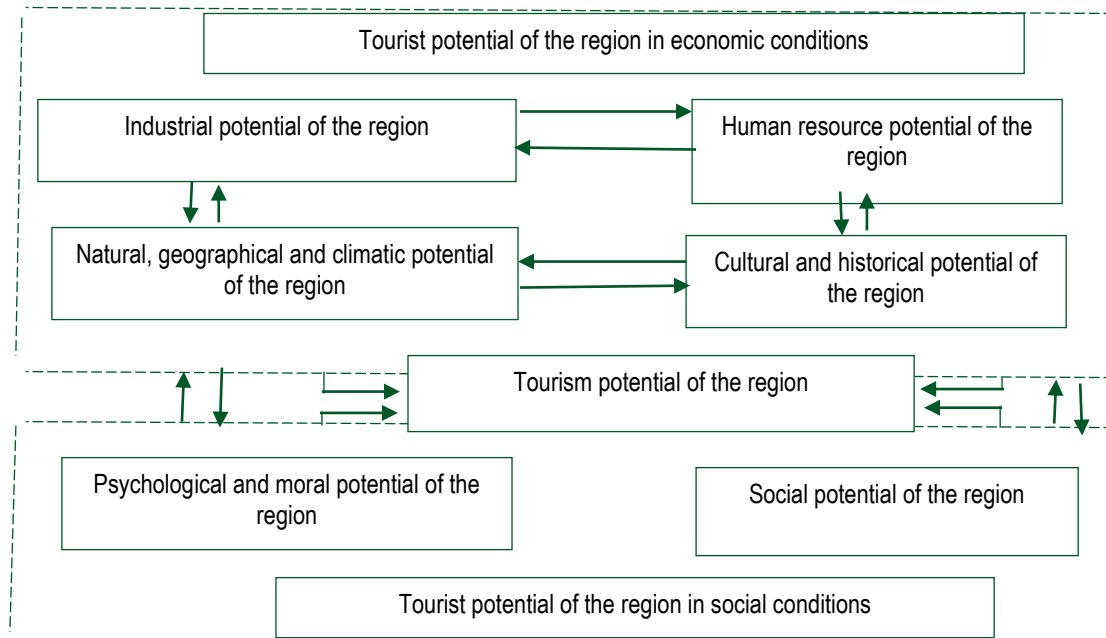 Tourist potential of the region in economic conditions
Industrial potential of the region
Human resource potential of the
region
Natural, geographical and climatic potential
of the region
Cultural and historical potential of
the region
Tourism potential of the region
Psychological and moral potential of the
region
Social potential of the region
Tourist potential of the region in social conditions